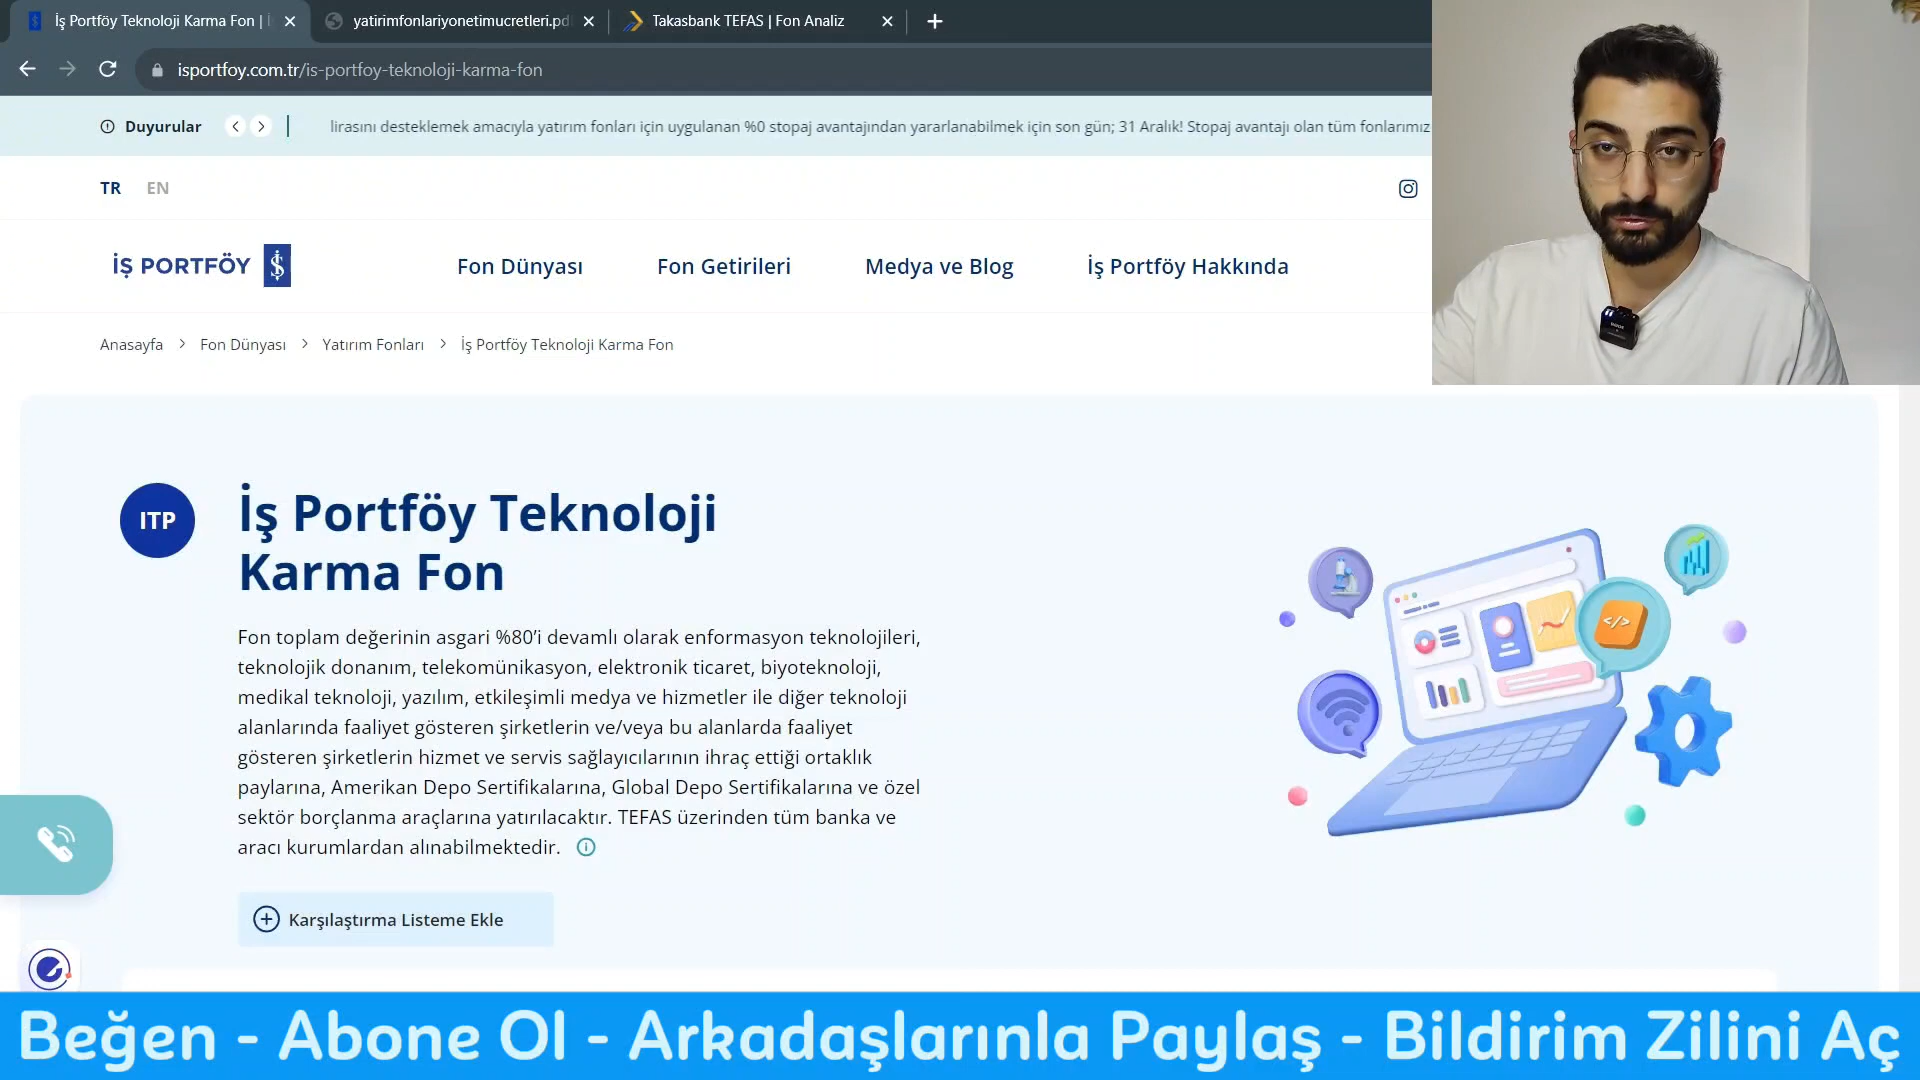 İş Portföy Teknoloji Karma Fon |
yatirimfonlariyonetimucretleri.pd
Takasbank TEFAS | Fon Analiz
isportfoy.com.tr/is-portfoy-teknoloji-karma-fon
Duyurular
lirasını desteklemek amacıyla yatırım fonları için uygulanan %0 stopaj avantajından yararlanabilmek için son gün; 31 Aralık! Stopaj avantajı olan tüm fonlarımız
TR EN
İŞ PORTFÖY
Fon Dünyası
Fon Getirileri
Medya ve Blog
İş Portföy Hakkında
Anasayfa > Fon Dünyası > Yatırım Fonları > İş Portföy Teknoloji Karma Fon
ITP
İş Portföy Teknoloji
Karma Fon
Fon toplam değerinin asgari %80’i devamlı olarak enformasyon teknolojileri,
teknolojik donanım, telekomünikasyon, elektronik ticaret, biyoteknoloji,
medikal teknoloji, yazılım, etkileşimli medya ve hizmetler ile diğer teknoloji
alanlarında faaliyet gösteren şirketlerin ve/veya bu alanlarda faaliyet
gösteren şirketlerin hizmet ve servis sağlayıcılarının ihraç ettiği ortaklık
paylarına, Amerikan Depo Sertifikalarına, Global Depo Sertifikalarına ve özel
sektör borçlanma araçlarına yatırılacaktır. TEFAS üzerinden tüm banka ve
aracı kurumlardan alınabilmektedir.
</>
Karşılaştırma Listeme Ekle
Beğen - Abone Ol - Arkadaşlarınla Paylaş - Bildirim Zilini Aç